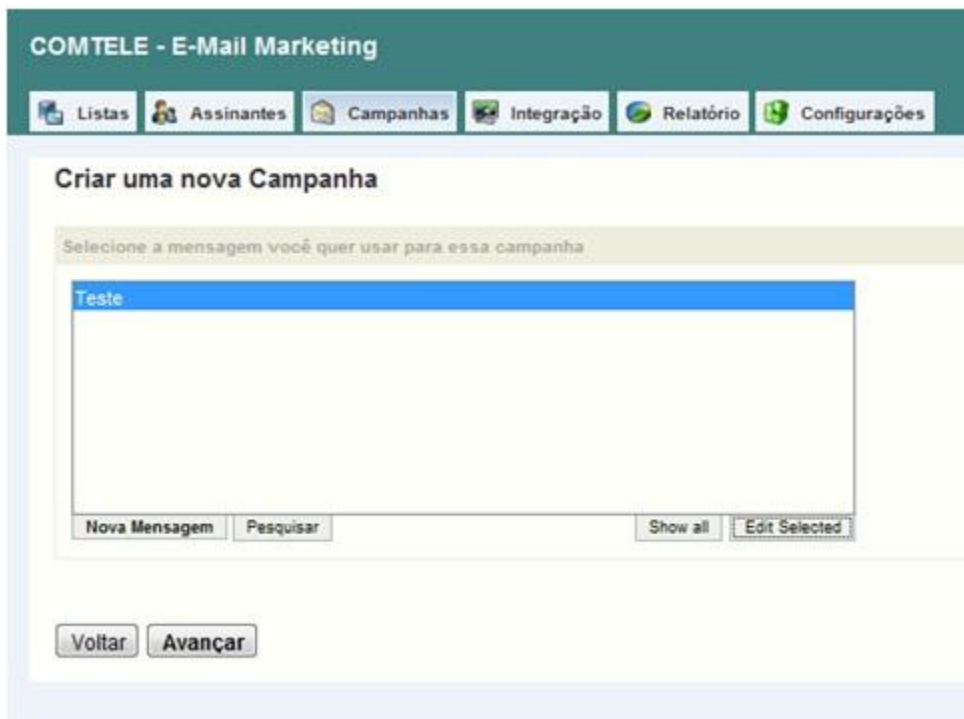 COMTELE - E-Mail Marketing
Listas Assinantes Campanhas Integração Relatório Configurações
Criar uma nova Campanha
Selecione a mensagem você quer usar para essa campanha
Teste
Nova Mensagem Pesquisar Show all Edit Selected
Voltar Avançar